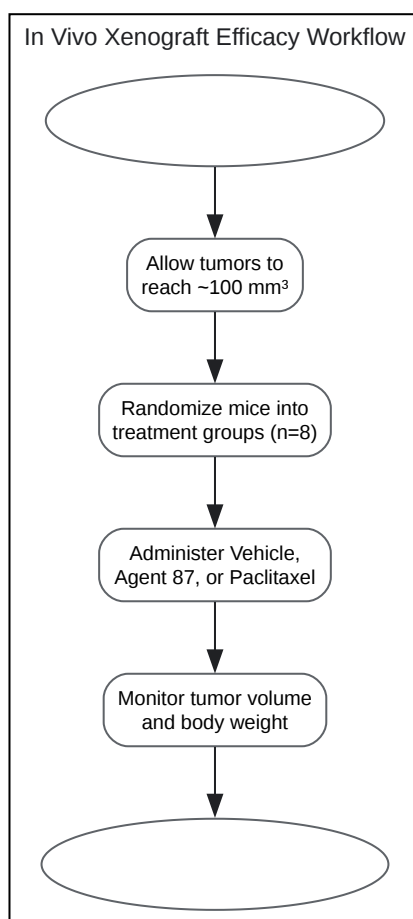 In Vivo Xenograft Efficacy Workflow
Allow tumors to
reach ~100 mm³
Randomize mice into
treatment groups (n=8)
Administer Vehicle,
Agent 87, or Paclitaxel
Monitor tumor volume
and body weight